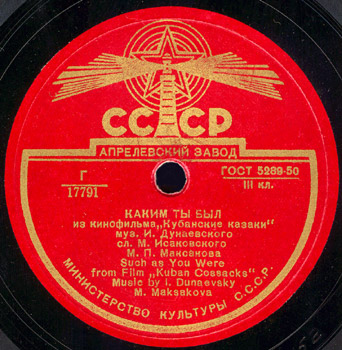 СССР
АПРЕЛЕВСКИЙ ЗАВОД
Г
17791
ГОСТ 5289-50
III кл.
КАКИМ ТЫ БЫЛ
из кинофильма „Кубанские казаки"
муз. И. Дунаевского
сл. М. Исаковского
М. П. Максакова
Such as You Were
from Film „Kuban Cossacks"
Music by I. Dunaevsky
M. Maksakova
МИНИСТЕРСТВО КУЛЬТУРЫ С.С.С.Р.